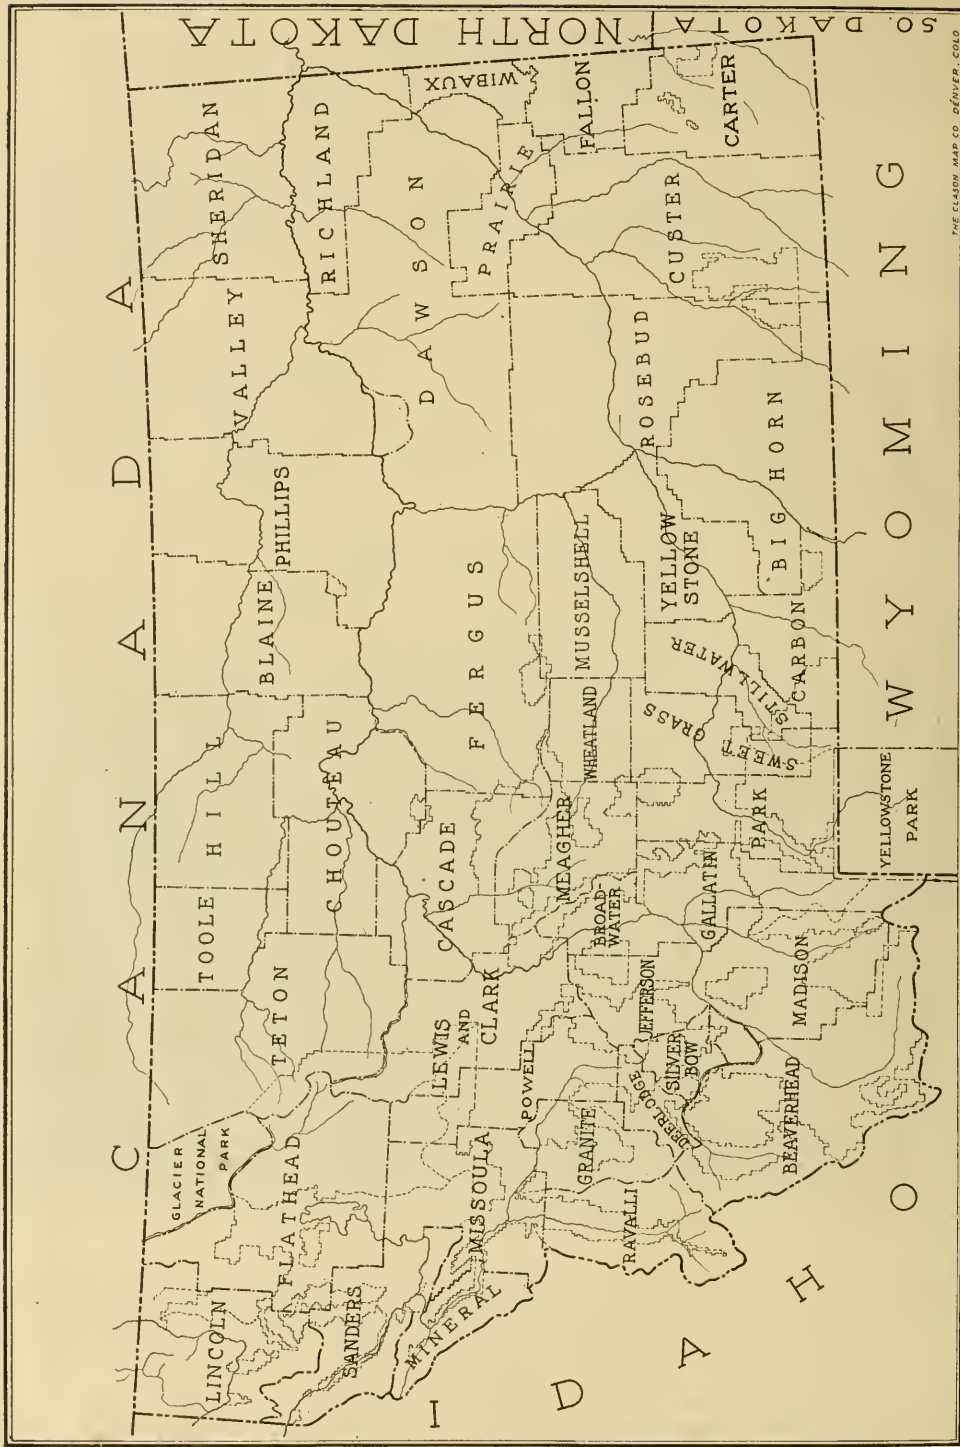 C A N A D A
NORTH DAKOTA
SO. DAKOTA
WYOMING
IDAHO
LINCOLN
FLATHEAD
GLACIER
NATIONAL
PARK
TETON
TOOLE
HILL
CHOUTEAU
BLAINE
PHILLIPS
VALLEY
SHERIDAN
RICHLAND
DAWSON
WIBAUX
PRAIRIE
FALLON
CARTER
CUSTER
ROSEBUD
BIG HORN
YELLOW
STONE
MUSSELSHELL
FERGUS
CASCADE
LEWIS
AND
CLARK
POWELL
MISSOULA
SANDERS
MINERAL
RAVALLI
GRANITE
DEERLODGE
SILVER
BOW
JEFFERSON
BROAD-
WATER
MEAGHER
WHEATLAND
SWEET GRASS
STILLWATER
CARBON
PARK
GALLATIN
MADISON
BEAVERHEAD
YELLOWSTONE
PARK
THE CLASON MAP CO DENVER, COLO